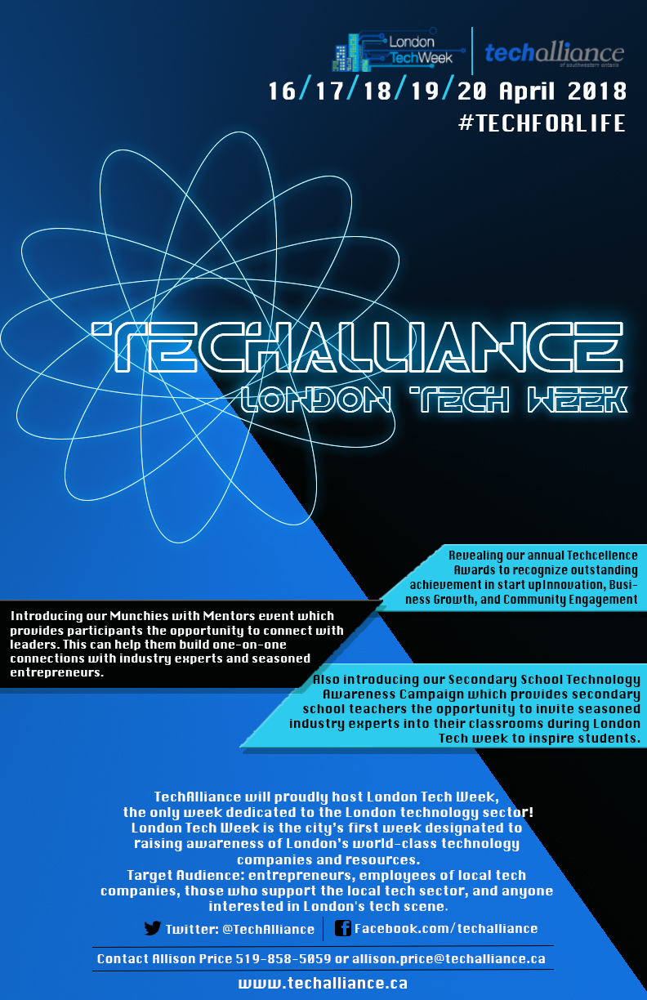 London
TechWeek
techalliance
of southwestern ontario
16/17/18/19/20 April 2018
#TECHFORLIFE
TECHALLIANCE
LONDON TECH WEEK
Revealing our annual Techcellence
Awards to recognize outstanding
achievement in start upInnovation, Busi-
ness Growth, and Community Engagement
Introducing our Munchies with Mentors event which
provides participants the opportunity to connect with
leaders. This can help them build one-on-one
connections with industry experts and seasoned
entrepreneurs.
Also introducing our Secondary School Technology
Awareness Campaign which provides secondary
school teachers the opportunity to invite seasoned
industry experts into their classrooms during London
Tech week to inspire students.
TechAlliance will proudly host London Tech Week,
the only week dedicated to the London technology sector!
London Tech Week is the city’s first week designated to
raising awareness of London’s world-class technology
companies and resources.
Target Audience: entrepreneurs, employees of local tech
companies, those who support the local tech sector, and anyone
interested in London's tech scene.
Twitter: @TechAlliance
Facebook.com/techalliance
Contact Allison Price 519-858-5059 or allison.price@techalliance.ca
www.techalliance.ca